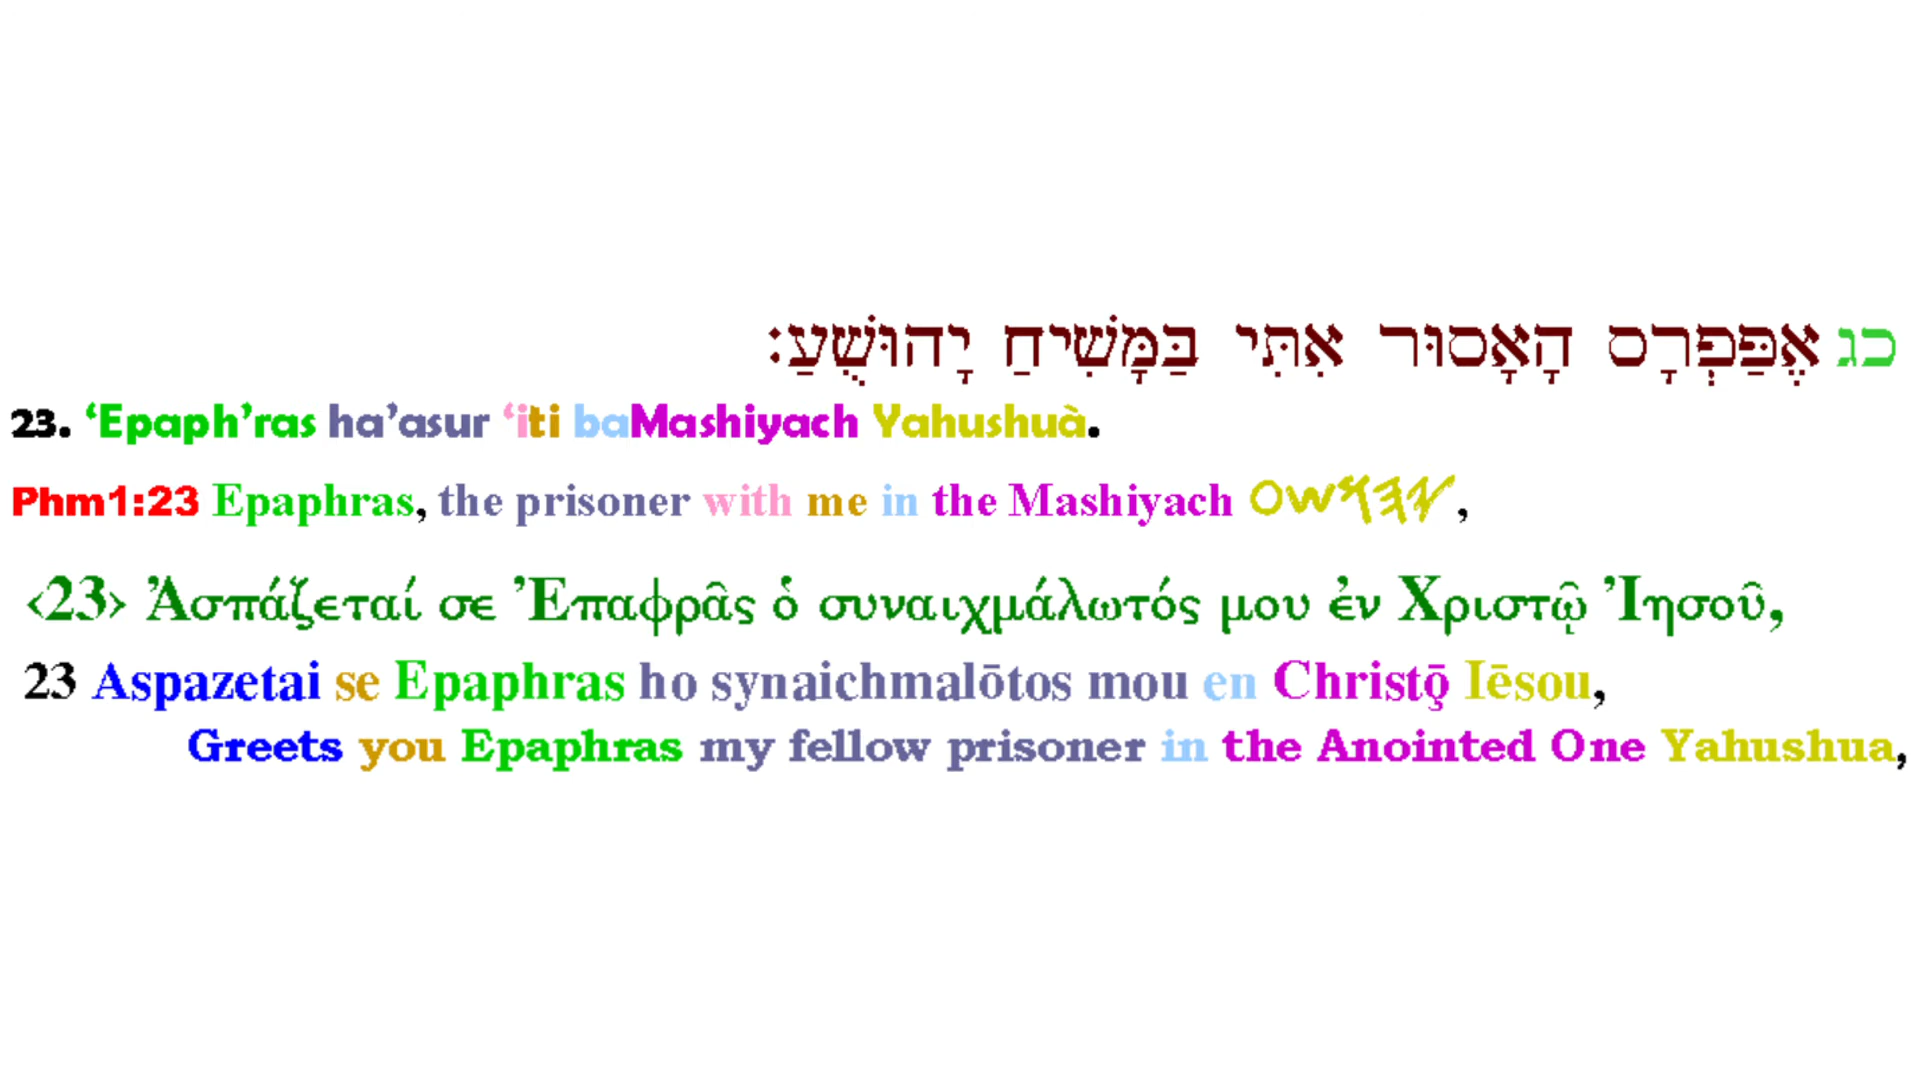 כג אֶפַּפְרָס הָאָסוּר אִתִּי בַּמָּשִׁיחַ יָהוּשֻׁעַ׃
23. ‘Epaph’ras ha’asur ‘iti baMashiyach Yahushuà.
Phm1:23 Epaphras, the prisoner with me in the Mashiyach 𐤉𐤄𐤅𐤔𐤏,
‹23› Ἀσπάζεταί σε Ἐπαφρᾶς ὁ συναιχμάλωτός μου ἐν Χριστῷ Ἰησοῦ,
23 Aspazetai se Epaphras ho synaichmalōtos mou en Christǭ Iēsou,
Greets you Epaphras my fellow prisoner in the Anointed One Yahushua,